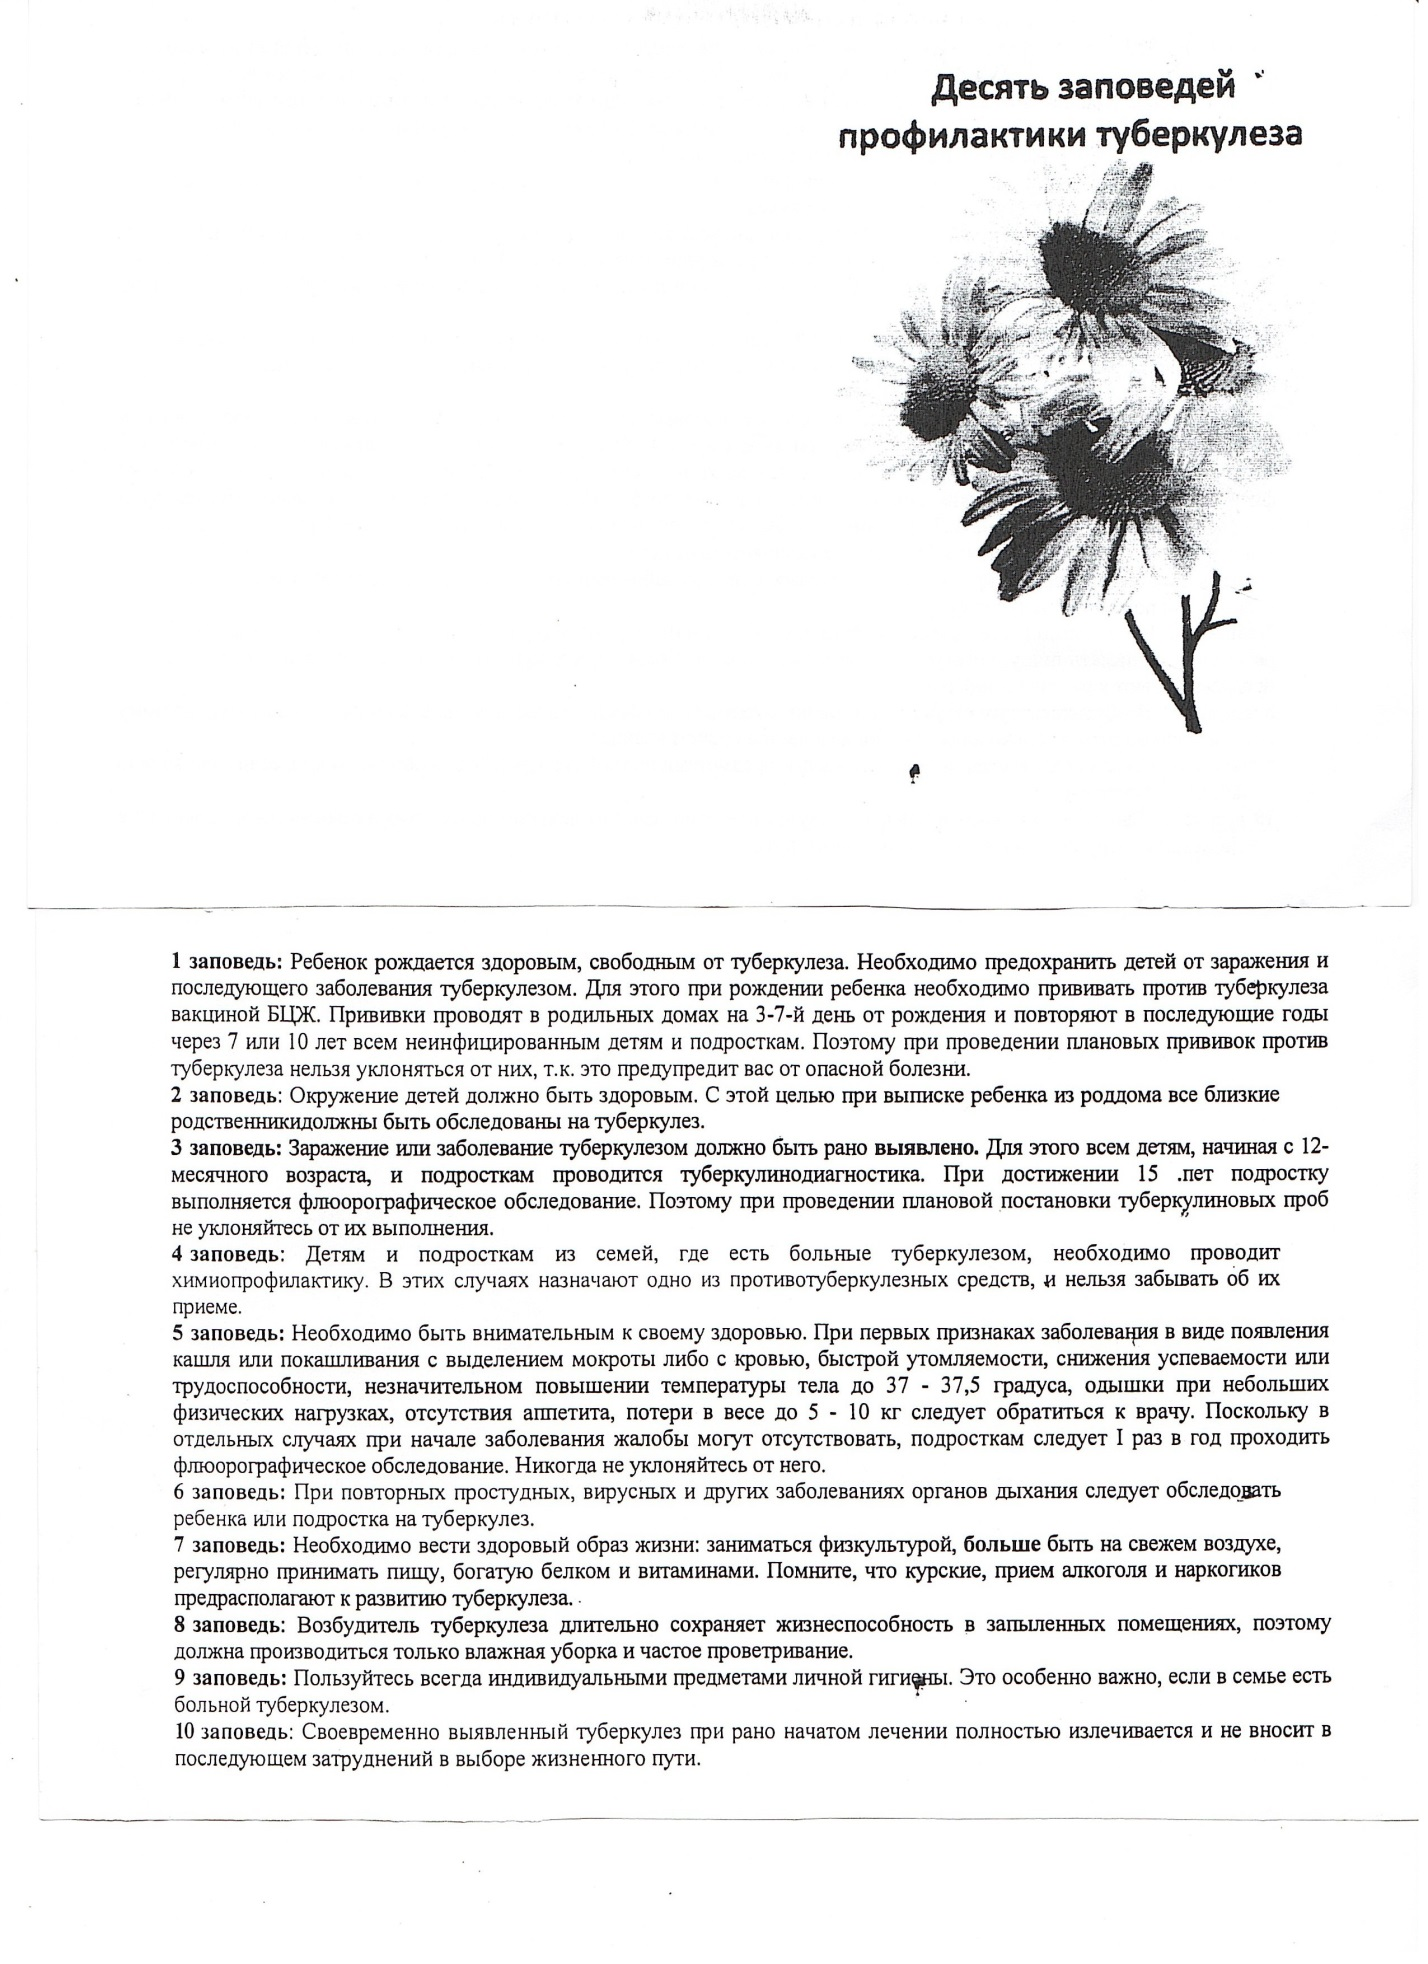 Десять заповедей
профилактики туберкулеза
1 заповедь: Ребенок рождается здоровым, свободным от туберкулеза. Необходимо предохранить детей от заражения и
последующего заболевания туберкулезом. Для этого при рождении ребенка необходимо прививать против туберкулеза
вакциной БЦЖ. Прививки проводят в родильных домах на 3-7-й день от рождения и повторяют в последующие годы
через 7 или 10 лет всем неинфицированным детям и подросткам. Поэтому при проведении плановых прививок против
туберкулеза нельзя уклоняться от них, т.к. это предупредит вас от опасной болезни.
2 заповедь: Окружение детей должно быть здоровым. С этой целью при выписке ребенка из роддома все близкие
родственникидолжны быть обследованы на туберкулез.
3 заповедь: Заражение или заболевание туберкулезом должно быть рано выявлено. Для этого всем детям, начиная с 12-
месячного возраста, и подросткам проводится туберкулинодиагностика. При достижении 15 .лет подростку
выполняется флюорографическое обследование. Поэтому при проведении плановой постановки туберкулиновых проб
не уклоняйтесь от их выполнения.
4 заповедь: Детям и подросткам из семей, где есть больные туберкулезом, необходимо проводит
химиопрофилактику. В этих случаях назначают одно из противотуберкулезных средств, и нельзя забывать об их
приеме.
5 заповедь: Необходимо быть внимательным к своему здоровью. При первых признаках заболевания в виде появления
кашля или покашливания с выделением мокроты либо с кровью, быстрой утомляемости, снижения успеваемости или
трудоспособности, незначительном повышении температуры тела до 37 - 37,5 градуса, одышки при небольших
физических нагрузках, отсутствия аппетита, потери в весе до 5 - 10 кг следует обратиться к врачу. Поскольку в
отдельных случаях при начале заболевания жалобы могут отсутствовать, подросткам следует I раз в год проходить
флюорографическое обследование. Никогда не уклоняйтесь от него.
6 заповедь: При повторных простудных, вирусных и других заболеваниях органов дыхания следует обследовать
ребенка или подростка на туберкулез.
7 заповедь: Необходимо вести здоровый образ жизни: заниматься физкультурой, больше быть на свежем воздухе,
регулярно принимать пищу, богатую белком и витаминами. Помните, что курские, прием алкоголя и наркогиков
предрасполагают к развитию туберкулеза.
8 заповедь: Возбудитель туберкулеза длительно сохраняет жизнеспособность в запыленных помещениях, поэтому
должна производиться только влажная уборка и частое проветривание.
9 заповедь: Пользуйтесь всегда индивидуальными предметами личной гигиены. Это особенно важно, если в семье есть
больной туберкулезом.
10 заповедь: Своевременно выявленный туберкулез при рано начатом лечении полностью излечивается и не вносит в
последующем затруднений в выборе жизненного пути.